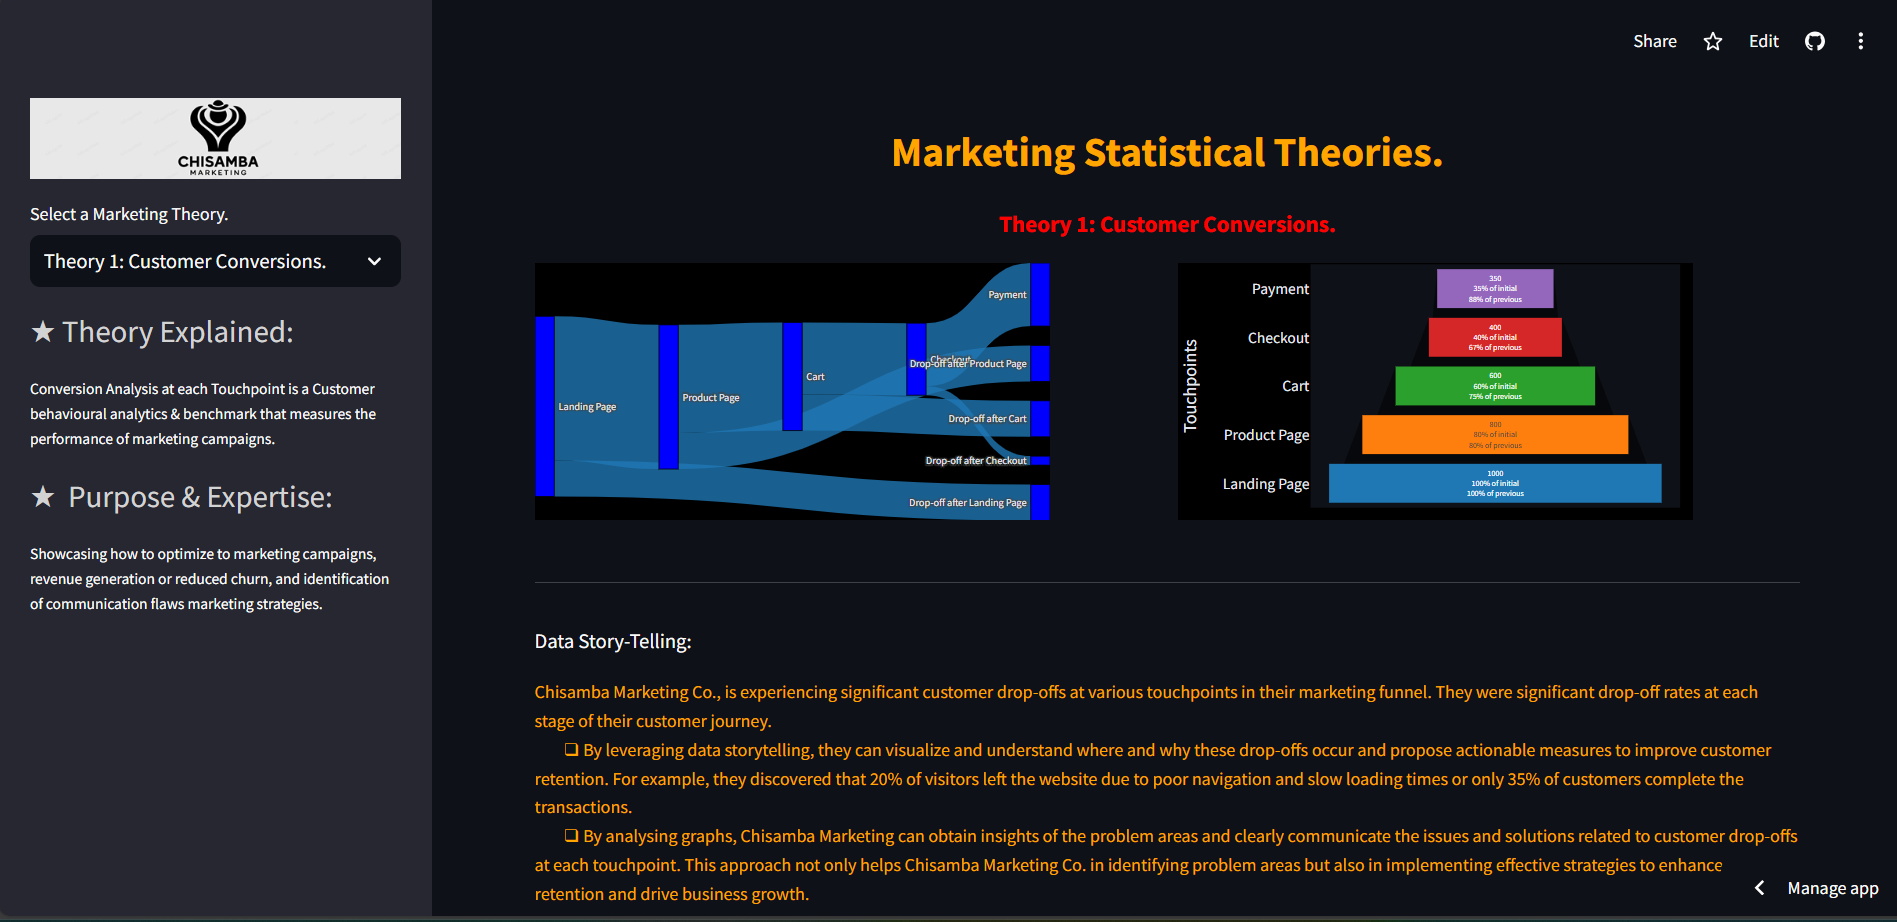 Share
Edit
CHISAMBA
MARKETING
Select a Marketing Theory.
Theory 1: Customer Conversions.
★ Theory Explained:
Conversion Analysis at each Touchpoint is a Customer
behavioural analytics & benchmark that measures the
performance of marketing campaigns.
★ Purpose & Expertise:
Showcasing how to optimize to marketing campaigns,
revenue generation or reduced churn, and identification
of communication flaws marketing strategies.
Marketing Statistical Theories.
Theory 1: Customer Conversions.
Landing Page
Product Page
Cart
Checkout
Payment
Drop-off after Product Page
Drop-off after Cart
Drop-off after Checkout
Drop-off after Landing Page
Touchpoints
Payment
350
35% of initial
88% of previous
Checkout
400
40% of initial
67% of previous
Cart
600
60% of initial
75% of previous
Product Page
800
80% of initial
80% of previous
Landing Page
1000
100% of initial
100% of previous
Data Story-Telling:
Chisamba Marketing Co., is experiencing significant customer drop-offs at various touchpoints in their marketing funnel. They were significant drop-off rates at each
stage of their customer journey.
❑ By leveraging data storytelling, they can visualize and understand where and why these drop-offs occur and propose actionable measures to improve customer
retention. For example, they discovered that 20% of visitors left the website due to poor navigation and slow loading times or only 35% of customers complete the
transactions.
❑ By analysing graphs, Chisamba Marketing can obtain insights of the problem areas and clearly communicate the issues and solutions related to customer drop-offs
at each touchpoint. This approach not only helps Chisamba Marketing Co. in identifying problem areas but also in implementing effective strategies to enhance
retention and drive business growth.
Manage app